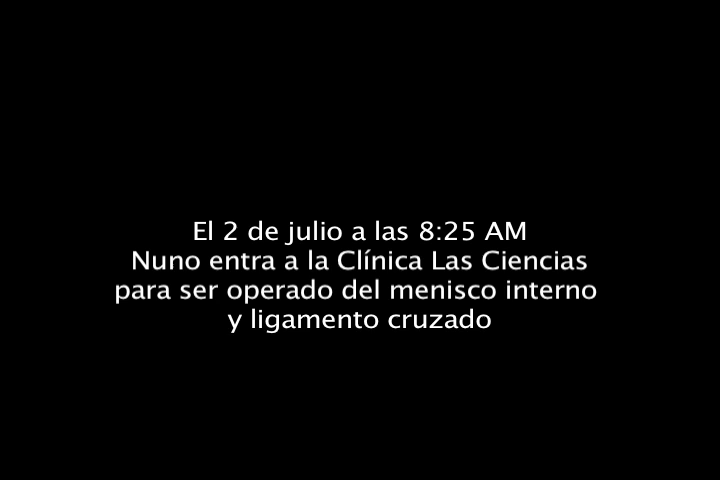 El 2 de julio a las 8:25 AM
Nuno entra a la Clínica Las Ciencias
para ser operado del menisco interno
y ligamento cruzado